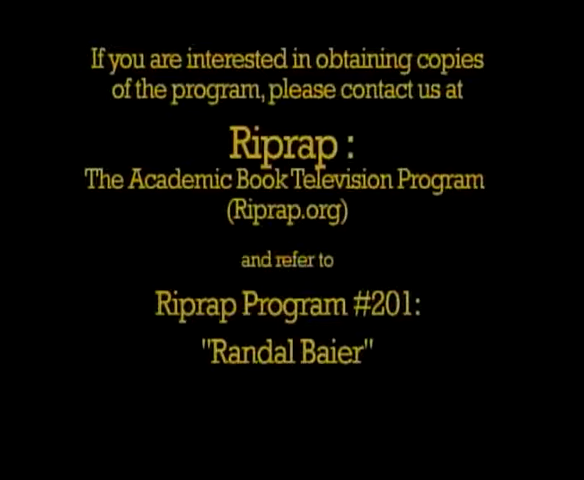 If you are interested in obtaining copies
of the program, please contact us at
Riprap :
The Academic Book Television Program
(Riprap.org)
and refer to
Riprap Program #201:
"Randal Baier"